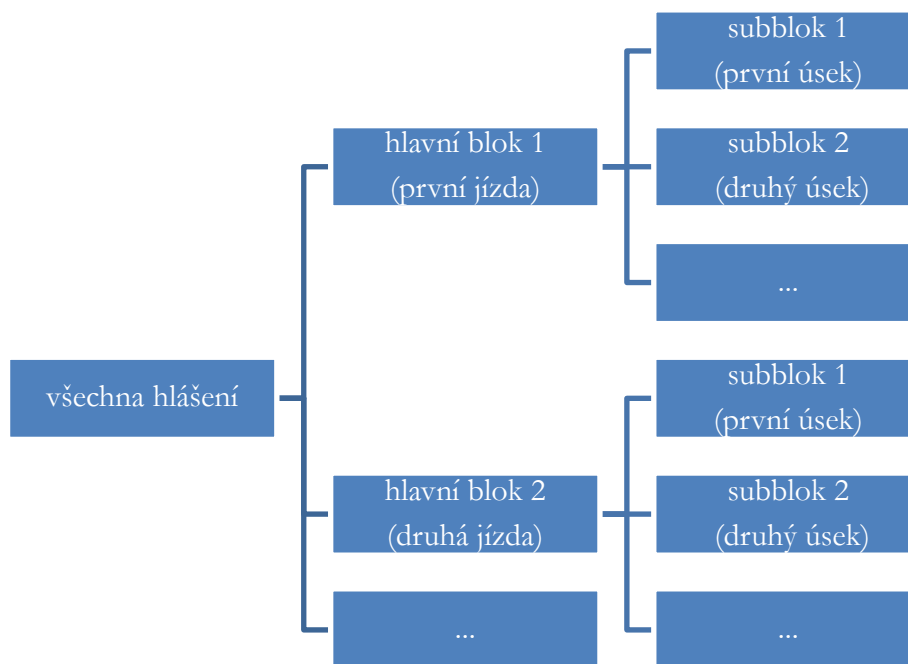 subblok 1
(první úsek)
hlavní blok 1
(první jízda)
subblok 2
(druhý úsek)
...
všechna hlášení
subblok 1
(první úsek)
hlavní blok 2
(druhá jízda)
subblok 2
(druhý úsek)
...
...